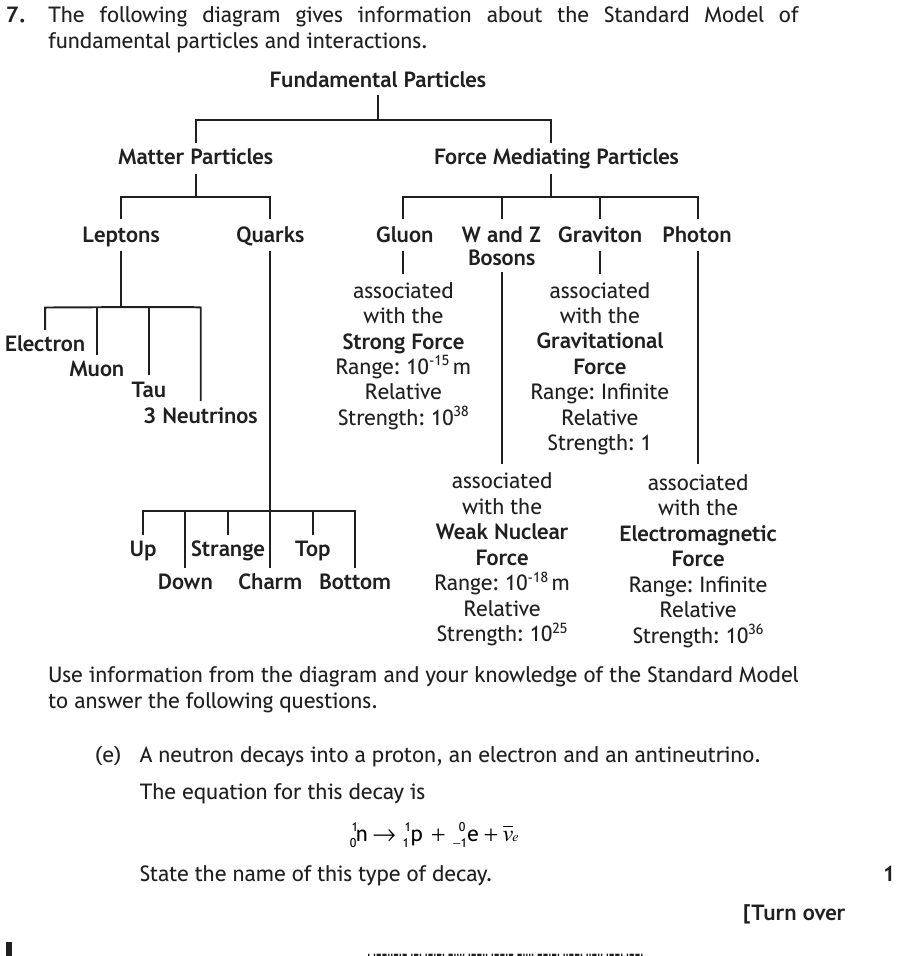 7. The following diagram gives information about the Standard Model of
fundamental particles and interactions.
Fundamental Particles
Matter Particles
Force Mediating Particles
Leptons
Quarks
Gluon
W and Z
Bosons
Graviton
Photon
Electron
Muon
Tau
3 Neutrinos
Up
Down
Strange
Charm
Top
Bottom
associated
with the
Strong Force
Range: 10⁻¹⁵ m
Relative
Strength: 10³⁸
associated
with the
Weak Nuclear
Force
Range: 10⁻¹⁸ m
Relative
Strength: 10²⁵
associated
with the
Gravitational
Force
Range: Infinite
Relative
Strength: 1
associated
with the
Electromagnetic
Force
Range: Infinite
Relative
Strength: 10³⁶
Use information from the diagram and your knowledge of the Standard Model
to answer the following questions.
(e) A neutron decays into a proton, an electron and an antineutrino.
The equation for this decay is
¹₀n → ¹₁p + ⁰₋₁e + ν̅ₑ
State the name of this type of decay. 1
[Turn over